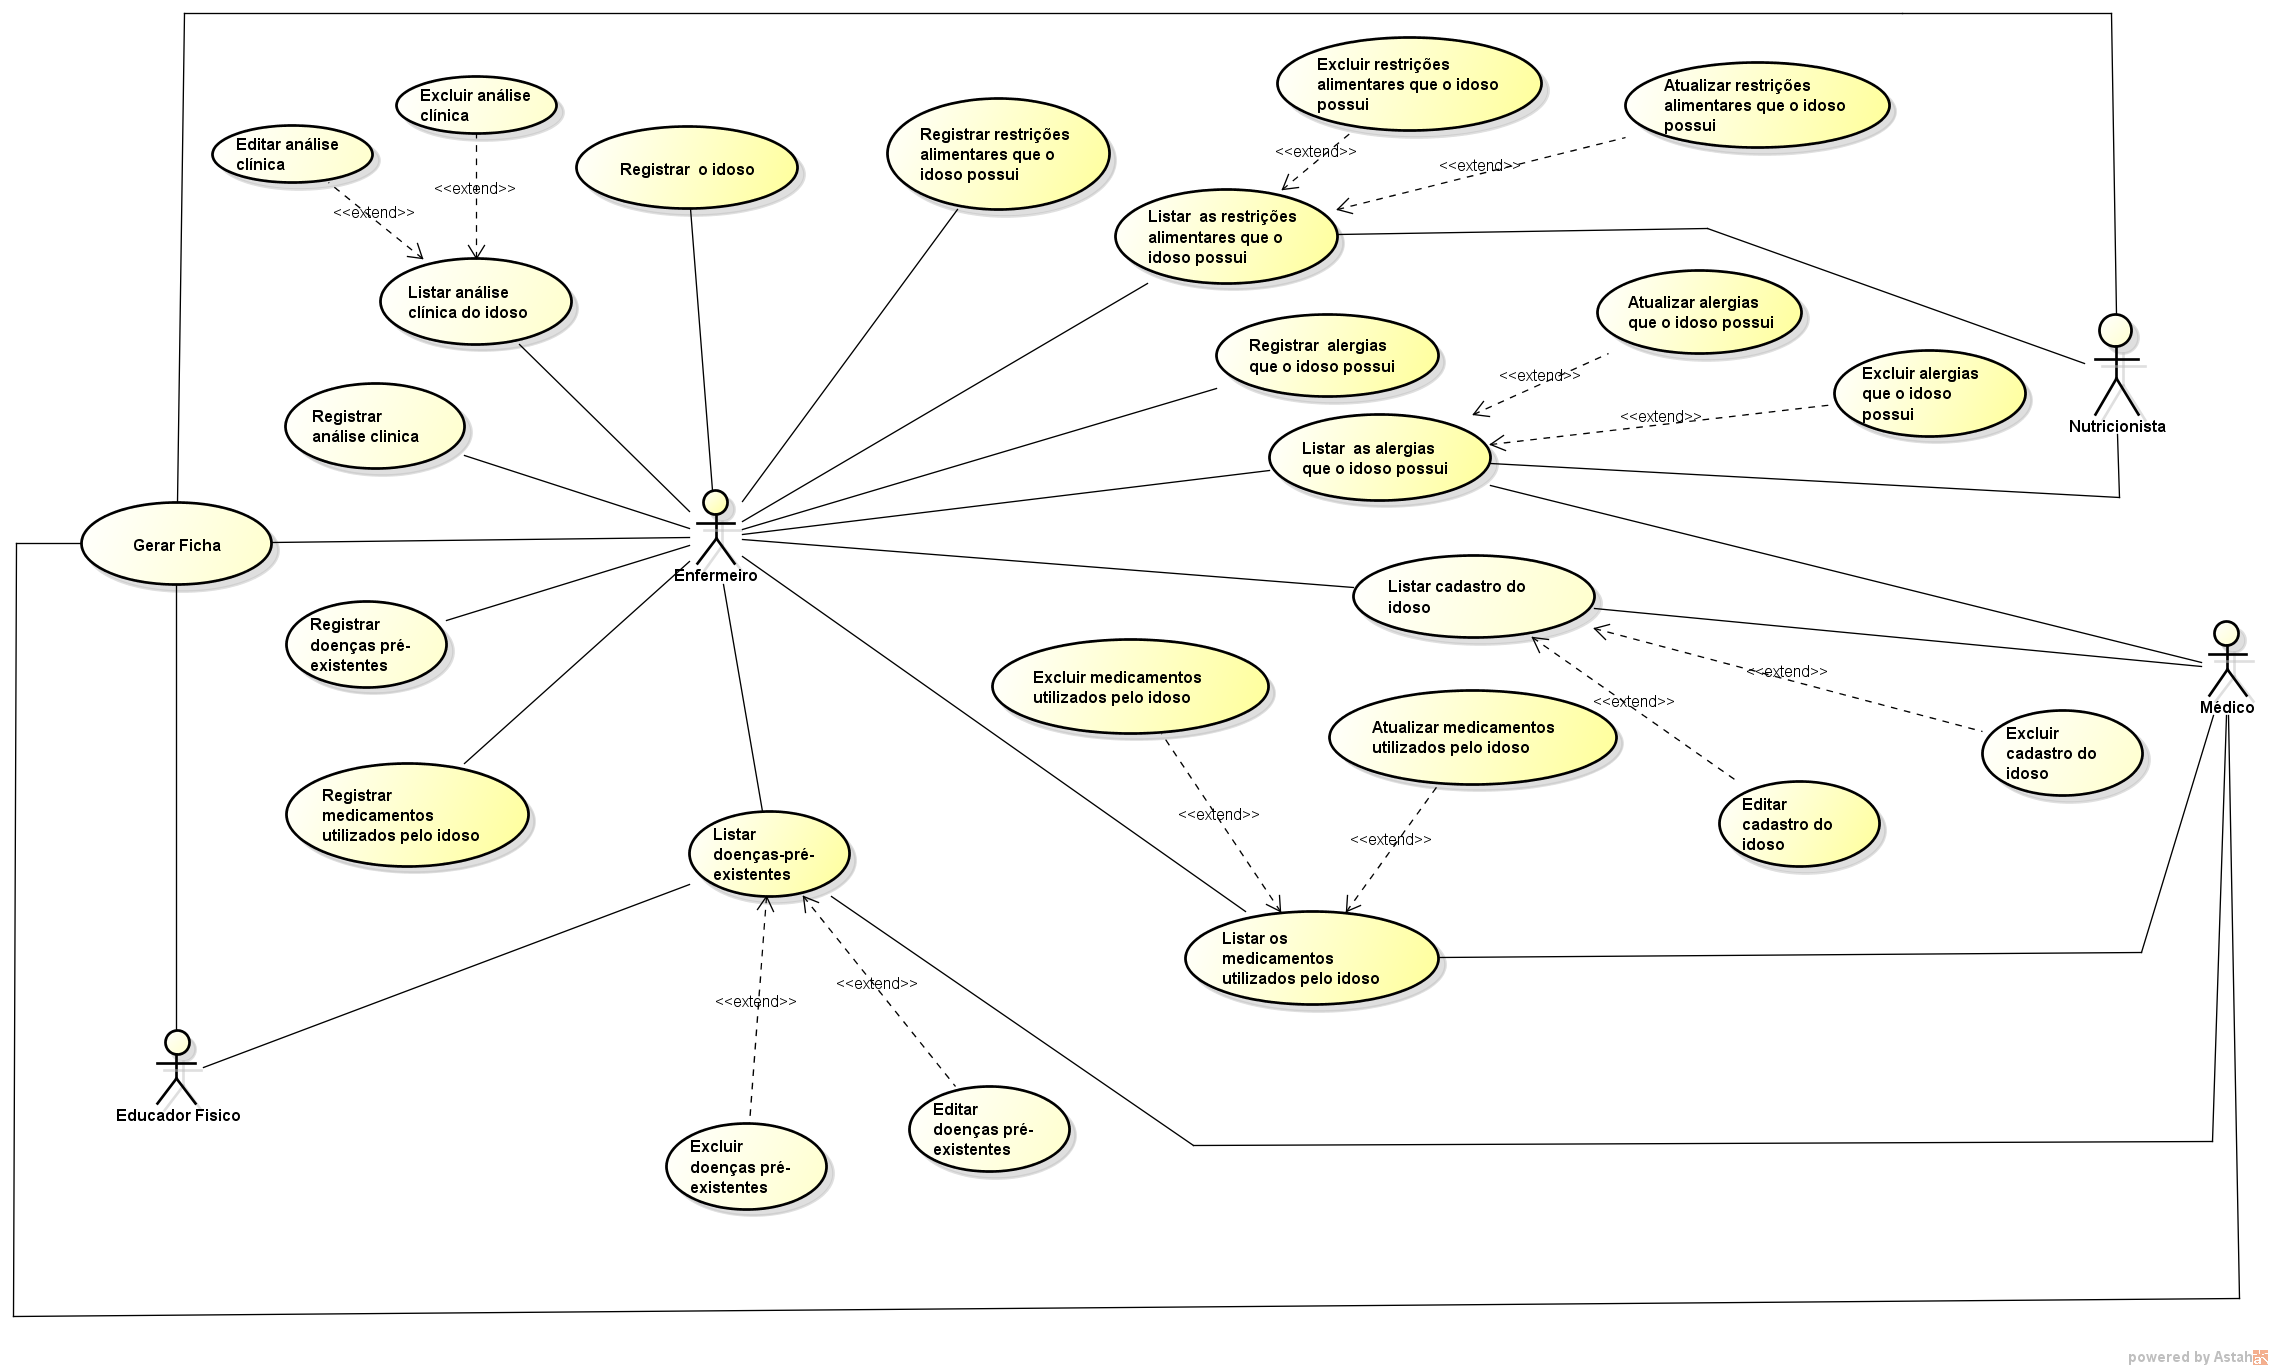 Excluir restrições
alimentares que o idoso
possui
Atualizar restrições
alimentares que o idoso
possui
Excluir análise
clínica
Editar análise
clínica
<<extend>>
<<extend>>
Registrar  o idoso
Registrar restrições
alimentares que o
idoso possui
<<extend>>
<<extend>>
Listar  as restrições
alimentares que o
idoso possui
Listar análise
clínica do idoso
Atualizar alergias
que o idoso possui
Registrar  alergias
que o idoso possui
<<extend>>
Excluir alergias
que o idoso
possui
<<extend>>
Nutricionista
Registrar
análise clinica
Listar  as alergias
que o idoso possui
Gerar Ficha
Enfermeiro
Listar cadastro do
idoso
Registrar
doenças pré-
existentes
Excluir medicamentos
utilizados pelo idoso
<<extend>>
<<extend>>
Médico
Atualizar medicamentos
utilizados pelo idoso
Excluir
cadastro do
idoso
Editar
cadastro do
idoso
Registrar
medicamentos
utilizados pelo idoso
<<extend>>
<<extend>>
Listar
doenças-pré-
existentes
Listar os
medicamentos
utilizados pelo idoso
<<extend>>
<<extend>>
Educador Fisico
Editar
doenças pré-
existentes
Excluir
doenças pré-
existentes
powered by Astah